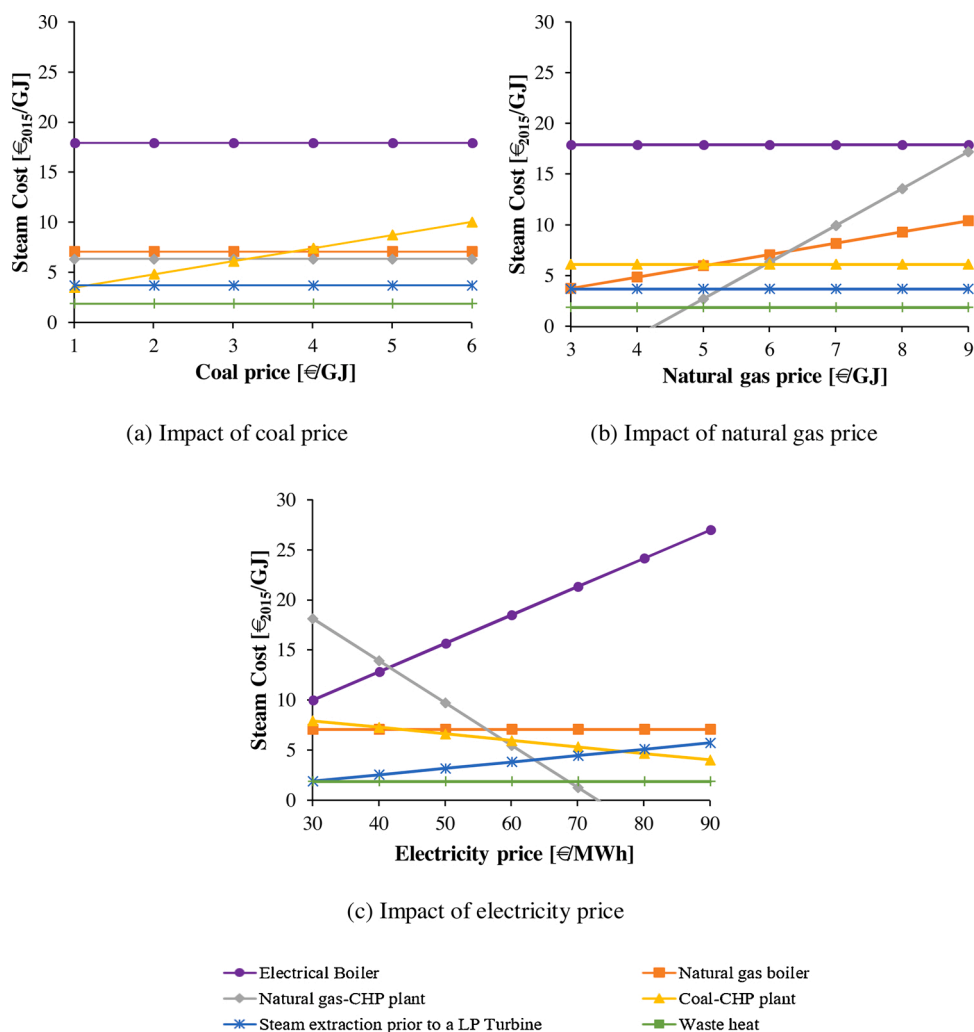 30
25
20
15
10
5
0
Steam Cost [€2015/GJ]
1 2 3 4 5 6
Coal price [€/GJ]
(a) Impact of coal price
30
25
20
15
10
5
0
Steam Cost [€2015/GJ]
3 4 5 6 7 8 9
Natural gas price [€/GJ]
(b) Impact of natural gas price
30
25
20
15
10
5
0
Steam Cost [€2015/GJ]
30 40 50 60 70 80 90
Electricity price [€/MWh]
(c) Impact of electricity price
Electrical Boiler Natural gas boiler
Natural gas-CHP plant Coal-CHP plant
Steam extraction prior to a LP Turbine Waste heat